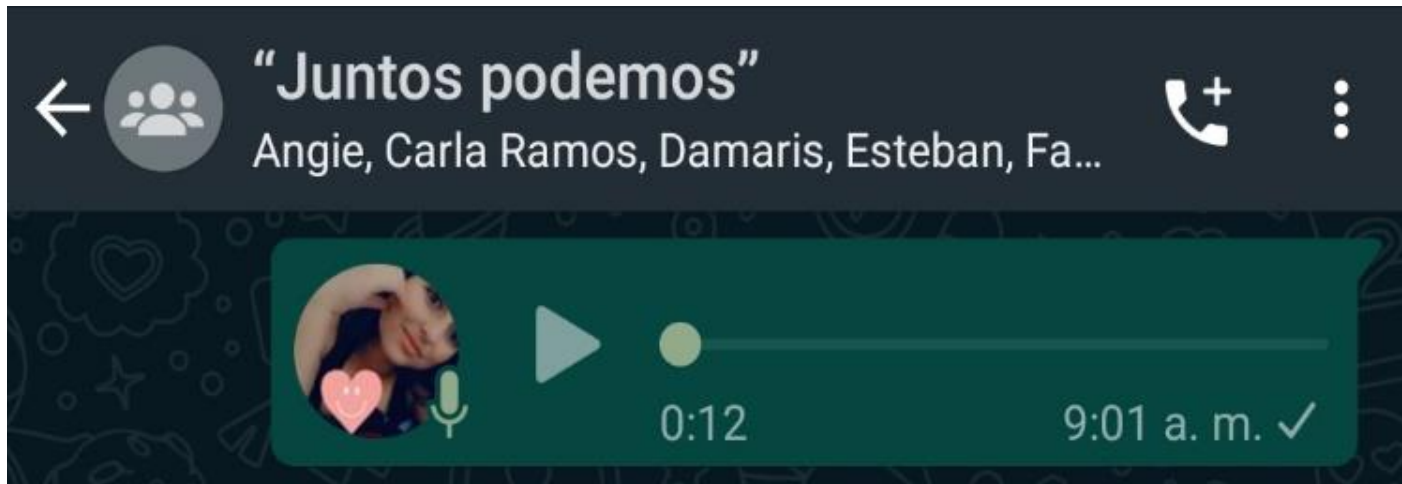 “Juntos podemos”
Angie, Carla Ramos, Damaris, Esteban, Fa...
0:12 9:01 a. m.